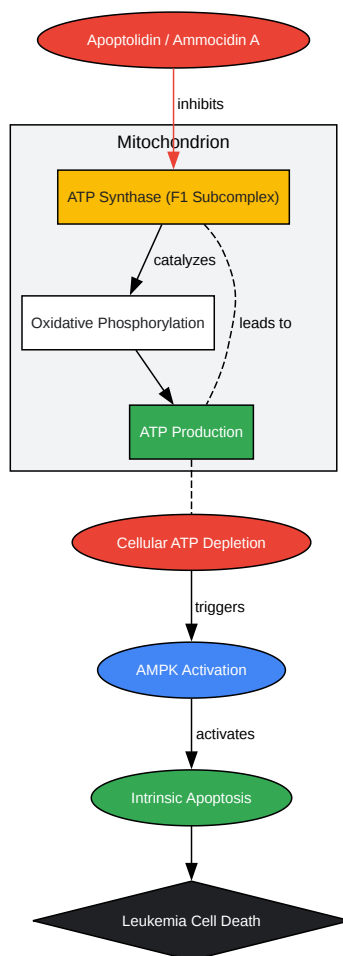 Apoptolidin / Ammocidin A
inhibits
Mitochondrion
ATP Synthase (F1 Subcomplex)
catalyzes
Oxidative Phosphorylation
leads to
ATP Production
Cellular ATP Depletion
triggers
AMPK Activation
activates
Intrinsic Apoptosis
Leukemia Cell Death